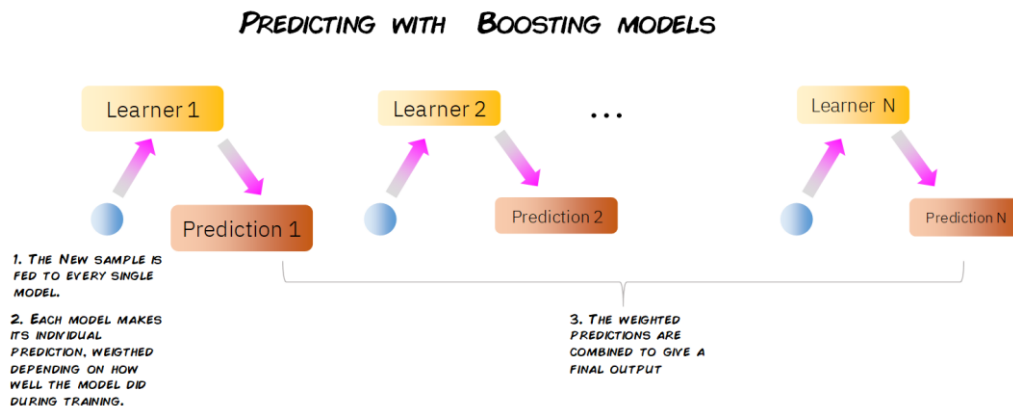 Predicting with Boosting models
Learner 1
Learner 2
...
Learner N
Prediction 1
Prediction 2
Prediction N
1. The New sample is
fed to every single
model.
2. Each model makes
its individual
prediction, weigthed
depending on how
well the model did
during training.
3. The weighted
predictions are
combined to give a
final output